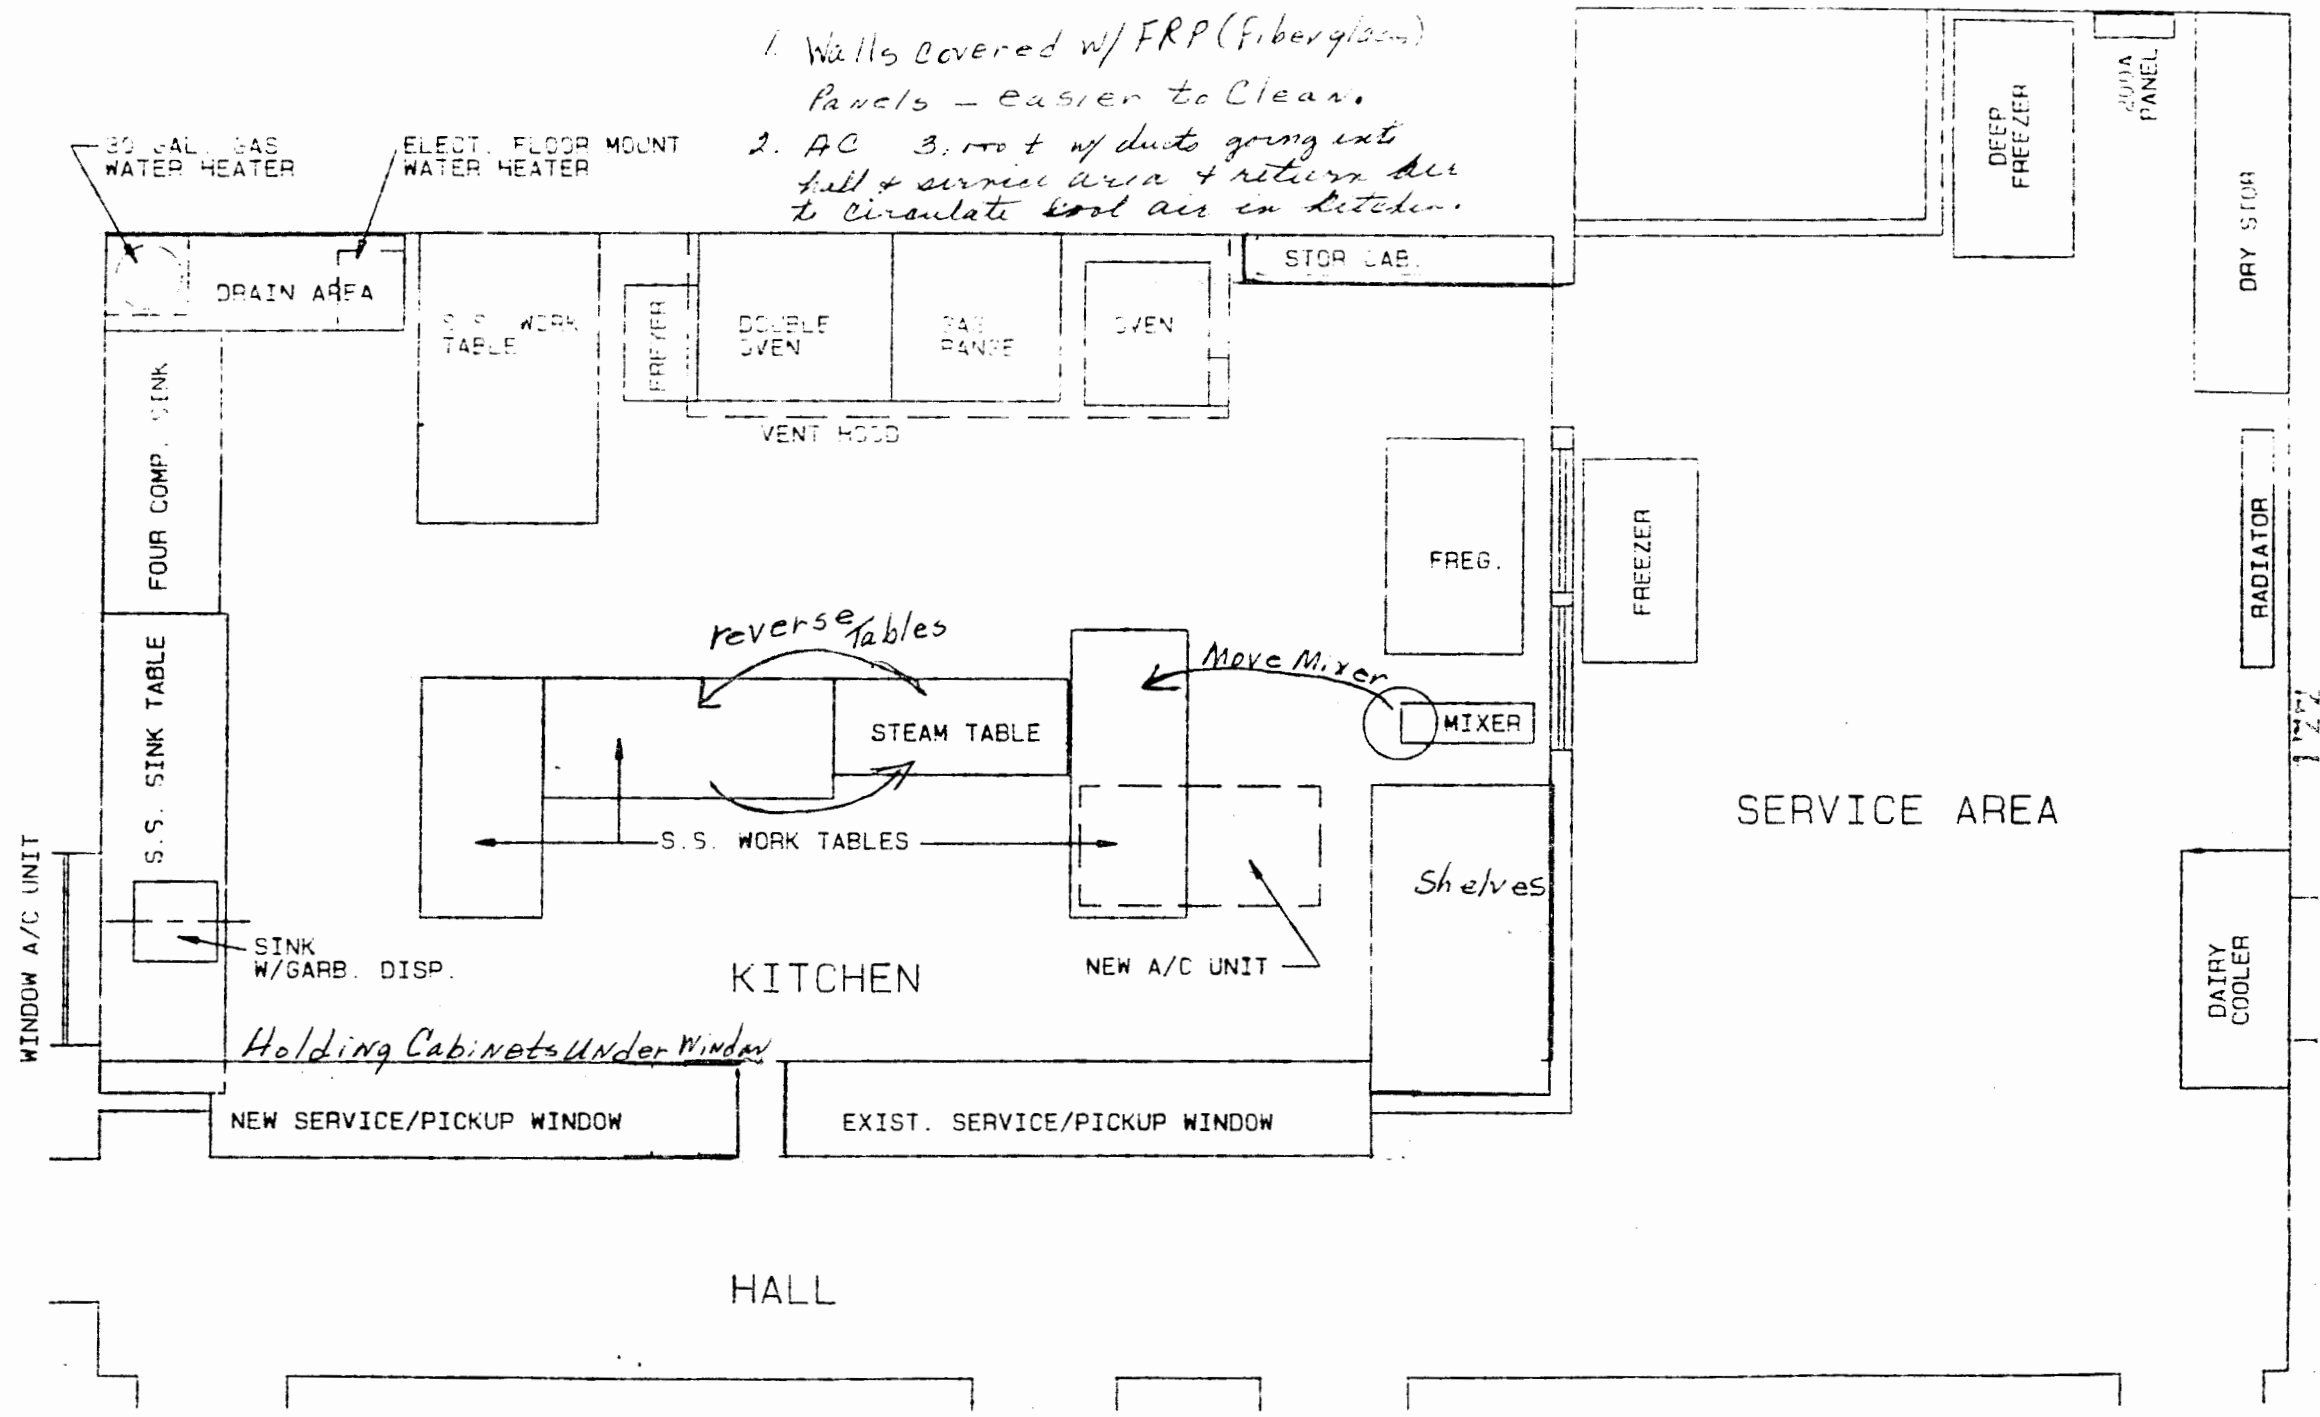 1. Walls covered w/ FRP (Fiberglass)
Panels - easier to Clean.
2. AC w/ ducts going into
hall & service area & return air
to circulate cool air in kitchen.
30 GAL. GAS
WATER HEATER
ELECT. FLOOR MOUNT
WATER HEATER
DRAIN AREA
S.S. WORK
TABLE
FREYER
DOUBLE
OVEN
GAS
RANGE
OVEN
VENT HOOD
STOR CAB.
DEEP
FREEZER
200A
PANEL
DRY STOR
FOUR COMP. SINK
FREG.
FREEZER
RADIATOR
reverse Tables
Move Mixer
S.S. SINK TABLE
STEAM TABLE
MIXER
S.S. WORK TABLES
SERVICE AREA
Shelves
WINDOW A/C UNIT
SINK
W/GARB. DISP.
KITCHEN
NEW A/C UNIT
DAIRY
COOLER
Holding Cabinets Under Window
NEW SERVICE/PICKUP WINDOW
EXIST. SERVICE/PICKUP WINDOW
HALL